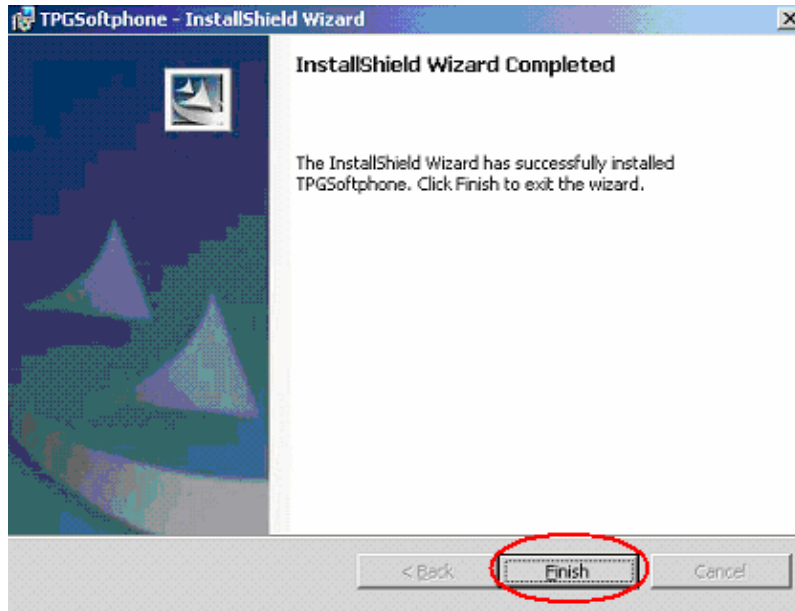 TPGSoftphone - InstallShield Wizard
InstallShield Wizard Completed
The InstallShield Wizard has successfully installed
TPGSoftphone. Click Finish to exit the wizard.
< Back Finish Cancel